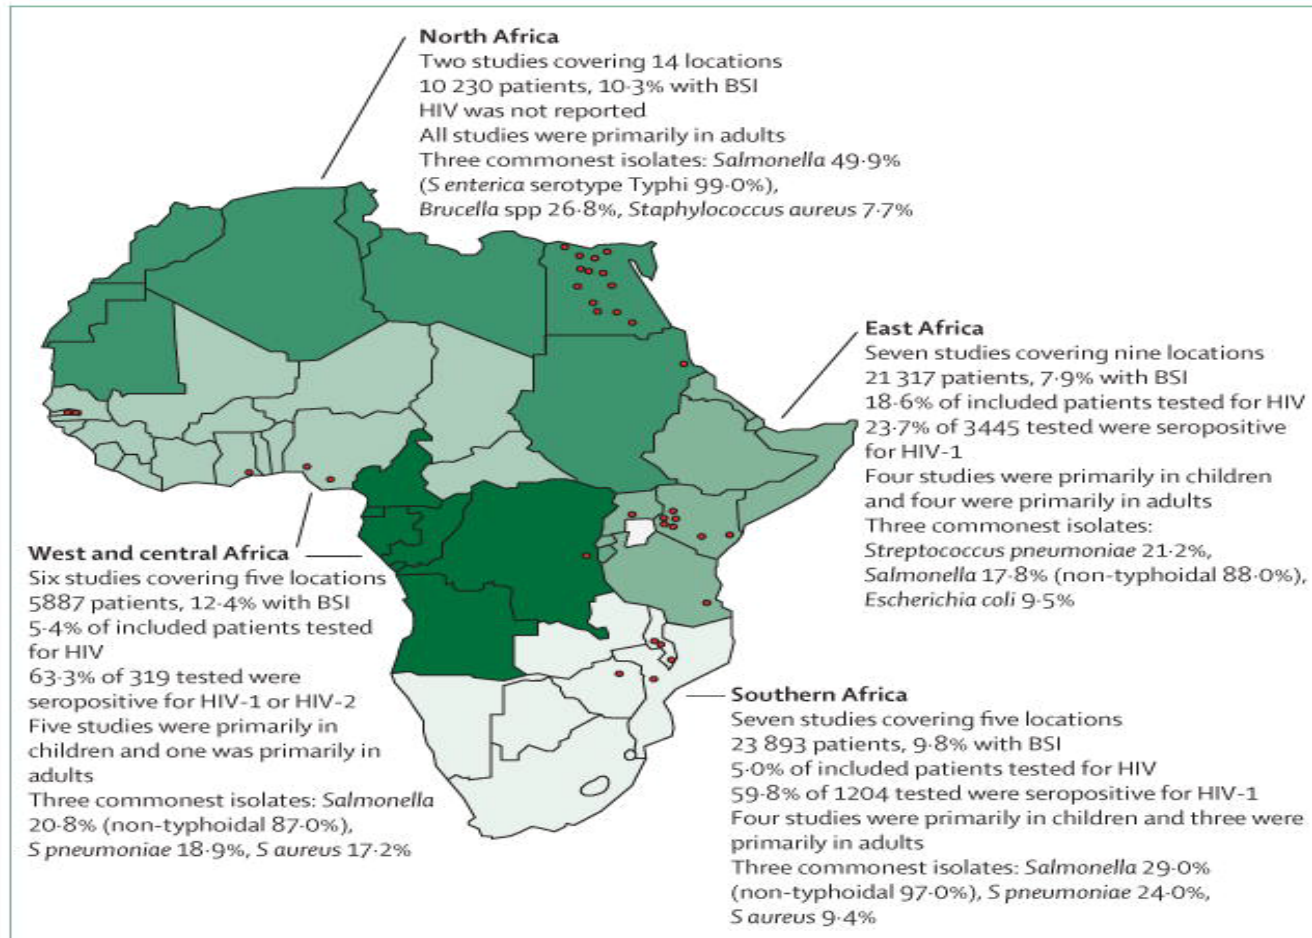 North Africa
Two studies covering 14 locations
10 230 patients, 10·3% with BSI
HIV was not reported
All studies were primarily in adults
Three commonest isolates: Salmonella 49·9%
(S enterica serotype Typhi 99·0%),
Brucella spp 26·8%, Staphylococcus aureus 7·7%
East Africa
Seven studies covering nine locations
21 317 patients, 7·9% with BSI
18·6% of included patients tested for HIV
23·7% of 3445 tested were seropositive
for HIV-1
Four studies were primarily in children
and four were primarily in adults
Three commonest isolates:
Streptococcus pneumoniae 21·2%,
Salmonella 17·8% (non-typhoidal 88·0%),
Escherichia coli 9·5%
West and central Africa
Six studies covering five locations
5887 patients, 12·4% with BSI
5·4% of included patients tested
for HIV
63·3% of 319 tested were
seropositive for HIV-1 or HIV-2
Five studies were primarily in
children and one was primarily in
adults
Three commonest isolates: Salmonella
20·8% (non-typhoidal 87·0%),
S pneumoniae 18·9%, S aureus 17·2%
Southern Africa
Seven studies covering five locations
23 893 patients, 9·8% with BSI
5·0% of included patients tested for HIV
59·8% of 1204 tested were seropositive for HIV-1
Four studies were primarily in children and three were
primarily in adults
Three commonest isolates: Salmonella 29·0%
(non-typhoidal 97·0%), S pneumoniae 24·0%,
S aureus 9·4%